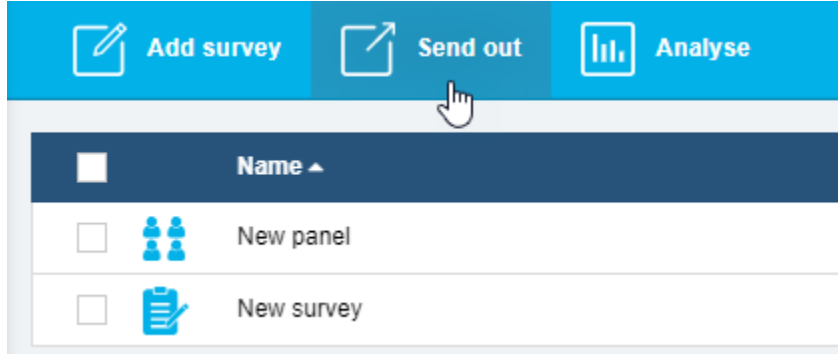 Add survey Send out Analyse
Name
New panel
New survey